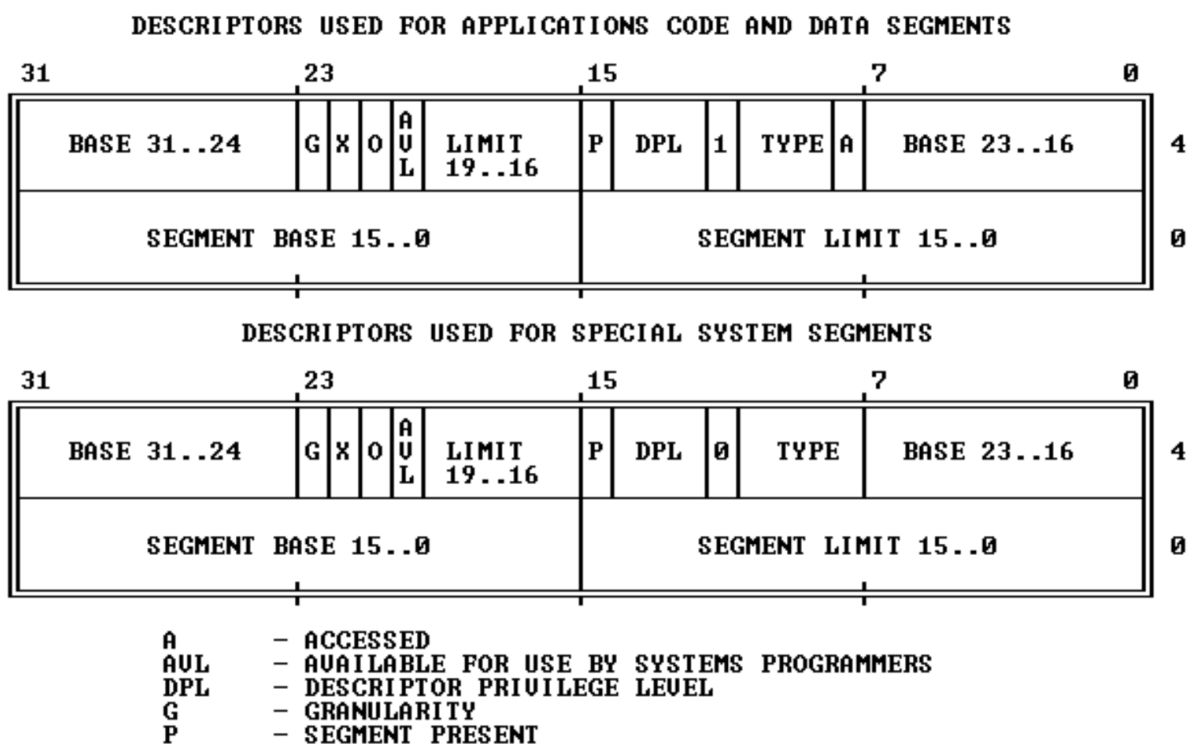 DESCRIPTORS USED FOR APPLICATIONS CODE AND DATA SEGMENTS
31 23 15 7 0
BASE 31..24 G X O AVL LIMIT 19..16 P DPL 1 TYPE A BASE 23..16 4
SEGMENT BASE 15..0 SEGMENT LIMIT 15..0 0
DESCRIPTORS USED FOR SPECIAL SYSTEM SEGMENTS
31 23 15 7 0
BASE 31..24 G X O AVL LIMIT 19..16 P DPL 0 TYPE BASE 23..16 4
SEGMENT BASE 15..0 SEGMENT LIMIT 15..0 0
A - ACCESSED
AVL - AVAILABLE FOR USE BY SYSTEMS PROGRAMMERS
DPL - DESCRIPTOR PRIVILEGE LEVEL
G - GRANULARITY
P - SEGMENT PRESENT